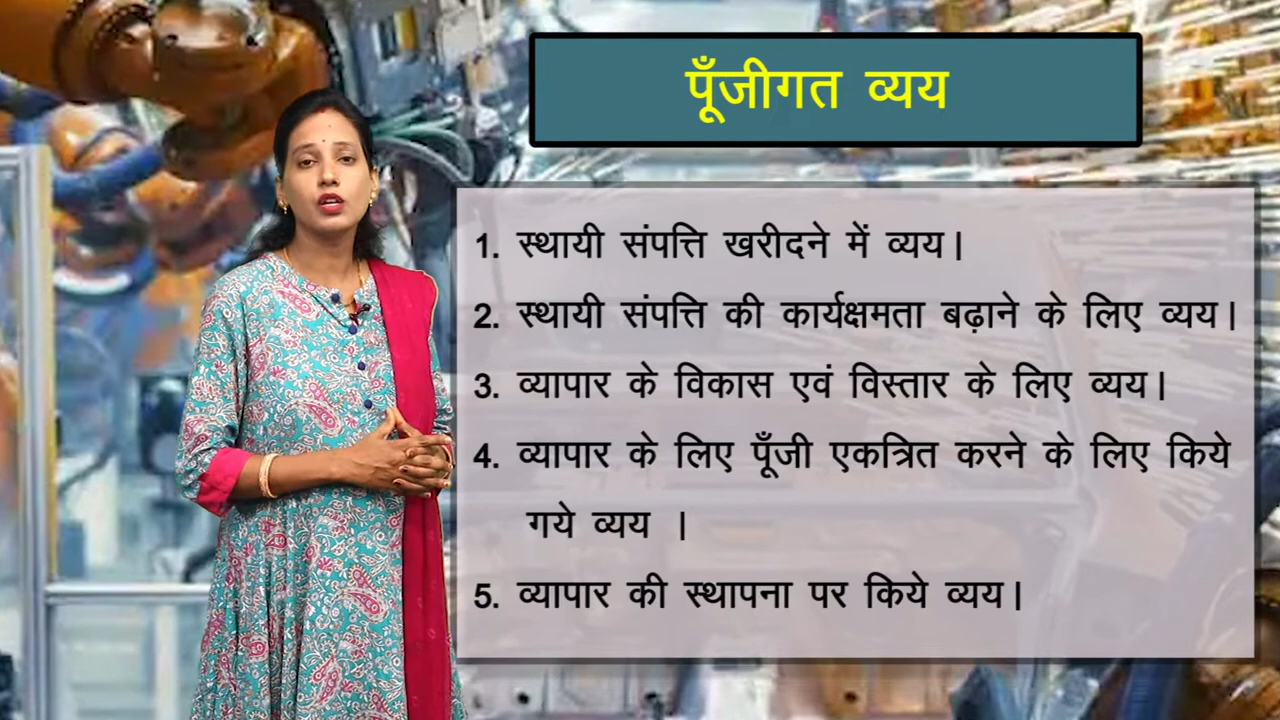 पूँजीगत व्यय
1. स्थायी संपत्ति खरीदने में व्यय।
2. स्थायी संपत्ति की कार्यक्षमता बढ़ाने के लिए व्यय।
3. व्यापार के विकास एवं विस्तार के लिए व्यय।
4. व्यापार के लिए पूँजी एकत्रित करने के लिए किये
गये व्यय ।
5. व्यापार की स्थापना पर किये व्यय।